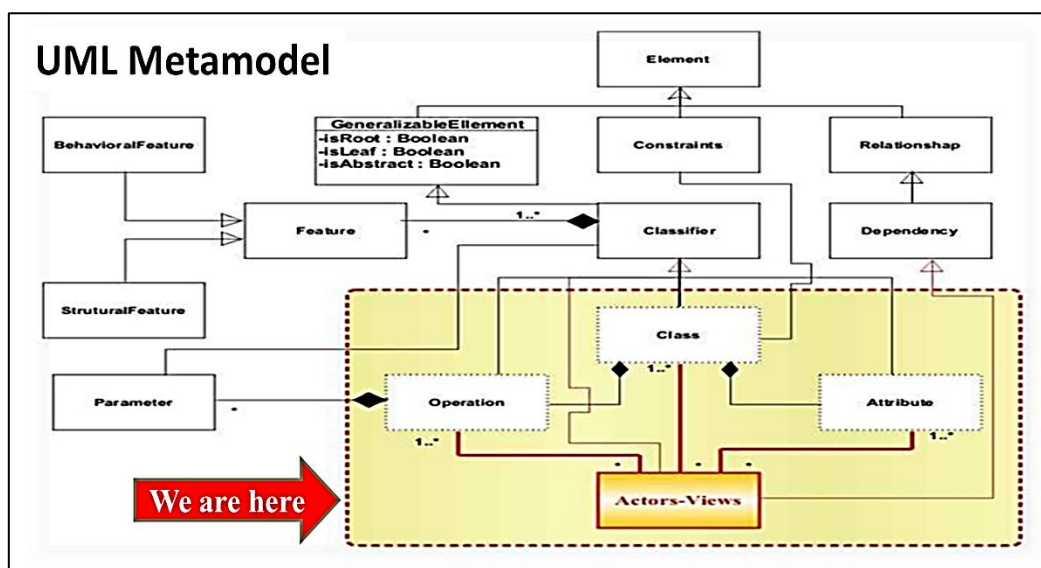 UML Metamodel
Element
GeneralizableEllement
-isRoot : Boolean
-isLeaf : Boolean
-isAbstract : Boolean
BehavioralFeature
Constraints
Relationshap
1..*
*
Feature
Classifier
Dependency
StruturalFeature
Class
1..*
Parameter
*
Operation
Attribute
1..*
1..*
*
*
*
Actors-Views
We are here